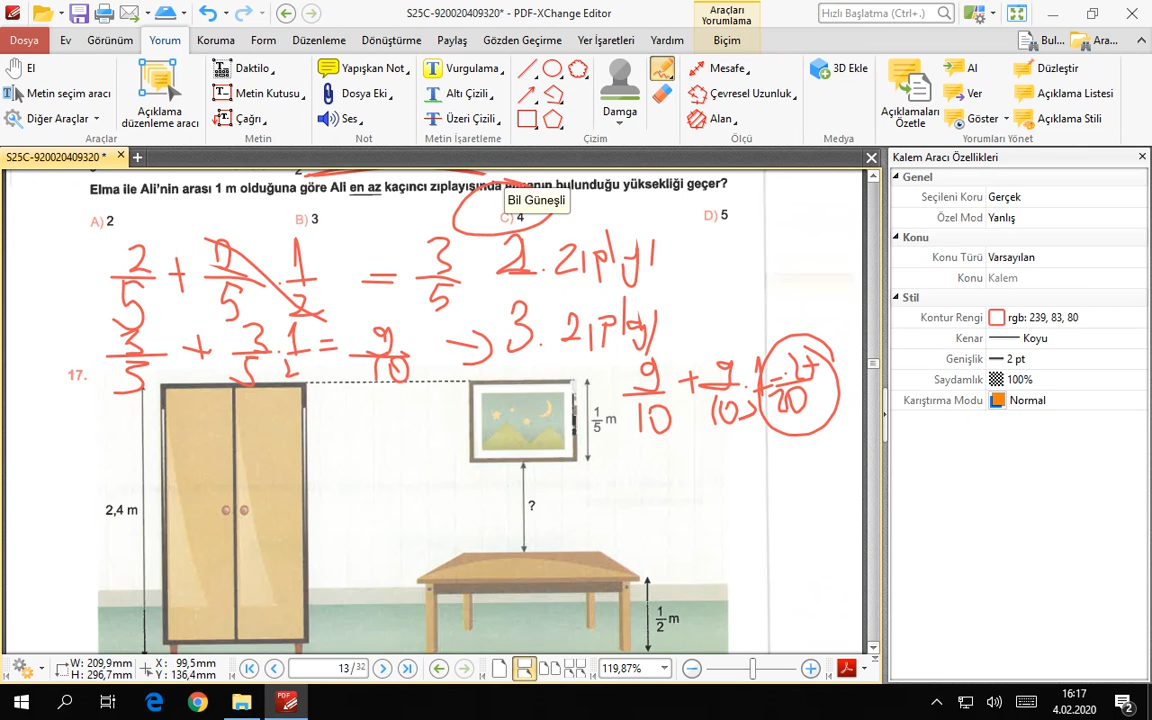 S25C-920020409320* - PDF-XChange Editor
Araçları Yorumlama
Hızlı Başlatma (Ctrl+.)
Dosya Ev Görünüm Yorum Koruma Form Düzenleme Dönüştürme Paylaş Gözden Geçirme Yer İşaretleri Yardım Biçim Bul... Ara...
El
Metin seçim aracı
Diğer Araçlar
Araçlar
Açıklama düzenleme aracı
Daktilo
Metin Kutusu
Çağrı
Metin
Yapışkan Not
Dosya Eki
Ses
Not
Vurgulama
Altı Çizili
Üzeri Çizili
Metin İşaretleme
Çizim
Damga
Mesafe
Çevresel Uzunluk
Alan
Ölçü
3D Ekle
Medya
Açıklamaları Özetle
Al
Ver
Göster
Düzleştir
Açıklama Listesi
Açıklama Stili
Yorumları Yönet
S25C-920020409320 *
Elma ile Ali'nin arası 1 m olduğuna göre Ali en az kaçıncı zıplayışında bulunduğu yüksekliği geçer?
Bil Güneşli
A) 2 B) 3 C) 4 D) 5
2/5 + 2/5 . 1/2 = 3/5 2. zıplayı
3/5 + 3/5 . 1/2 = 9/10 → 3. zıplayı
9/10 + 9/10 . 1 = 27/20
17.
1/5 m
2,4 m
?
1/2 m
Kalem Aracı Özellikleri
Genel
Seçileni Koru Gerçek
Özel Mod Yanlış
Konu
Konu Türü Varsayılan
Konu Kalem
Stil
Kontur Rengi rgb: 239, 83, 80
Kenar Koyu
Genişlik 2 pt
Saydamlık 100%
Karıştırma Modu Normal
W: 209,9mm
H: 296,7mm
X: 99,5mm
Y: 136,4mm
13 / 32
119,87%
16:17
4.02.2020
2